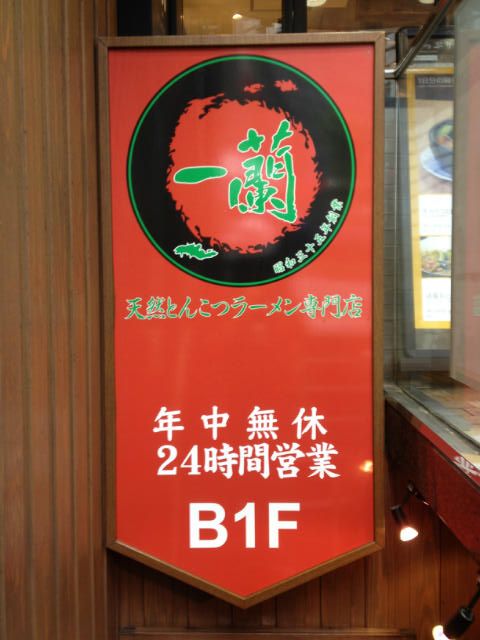 一蘭
昭和三十五年創業
天然とんこつラーメン専門店
年中無休
24時間営業
B1F